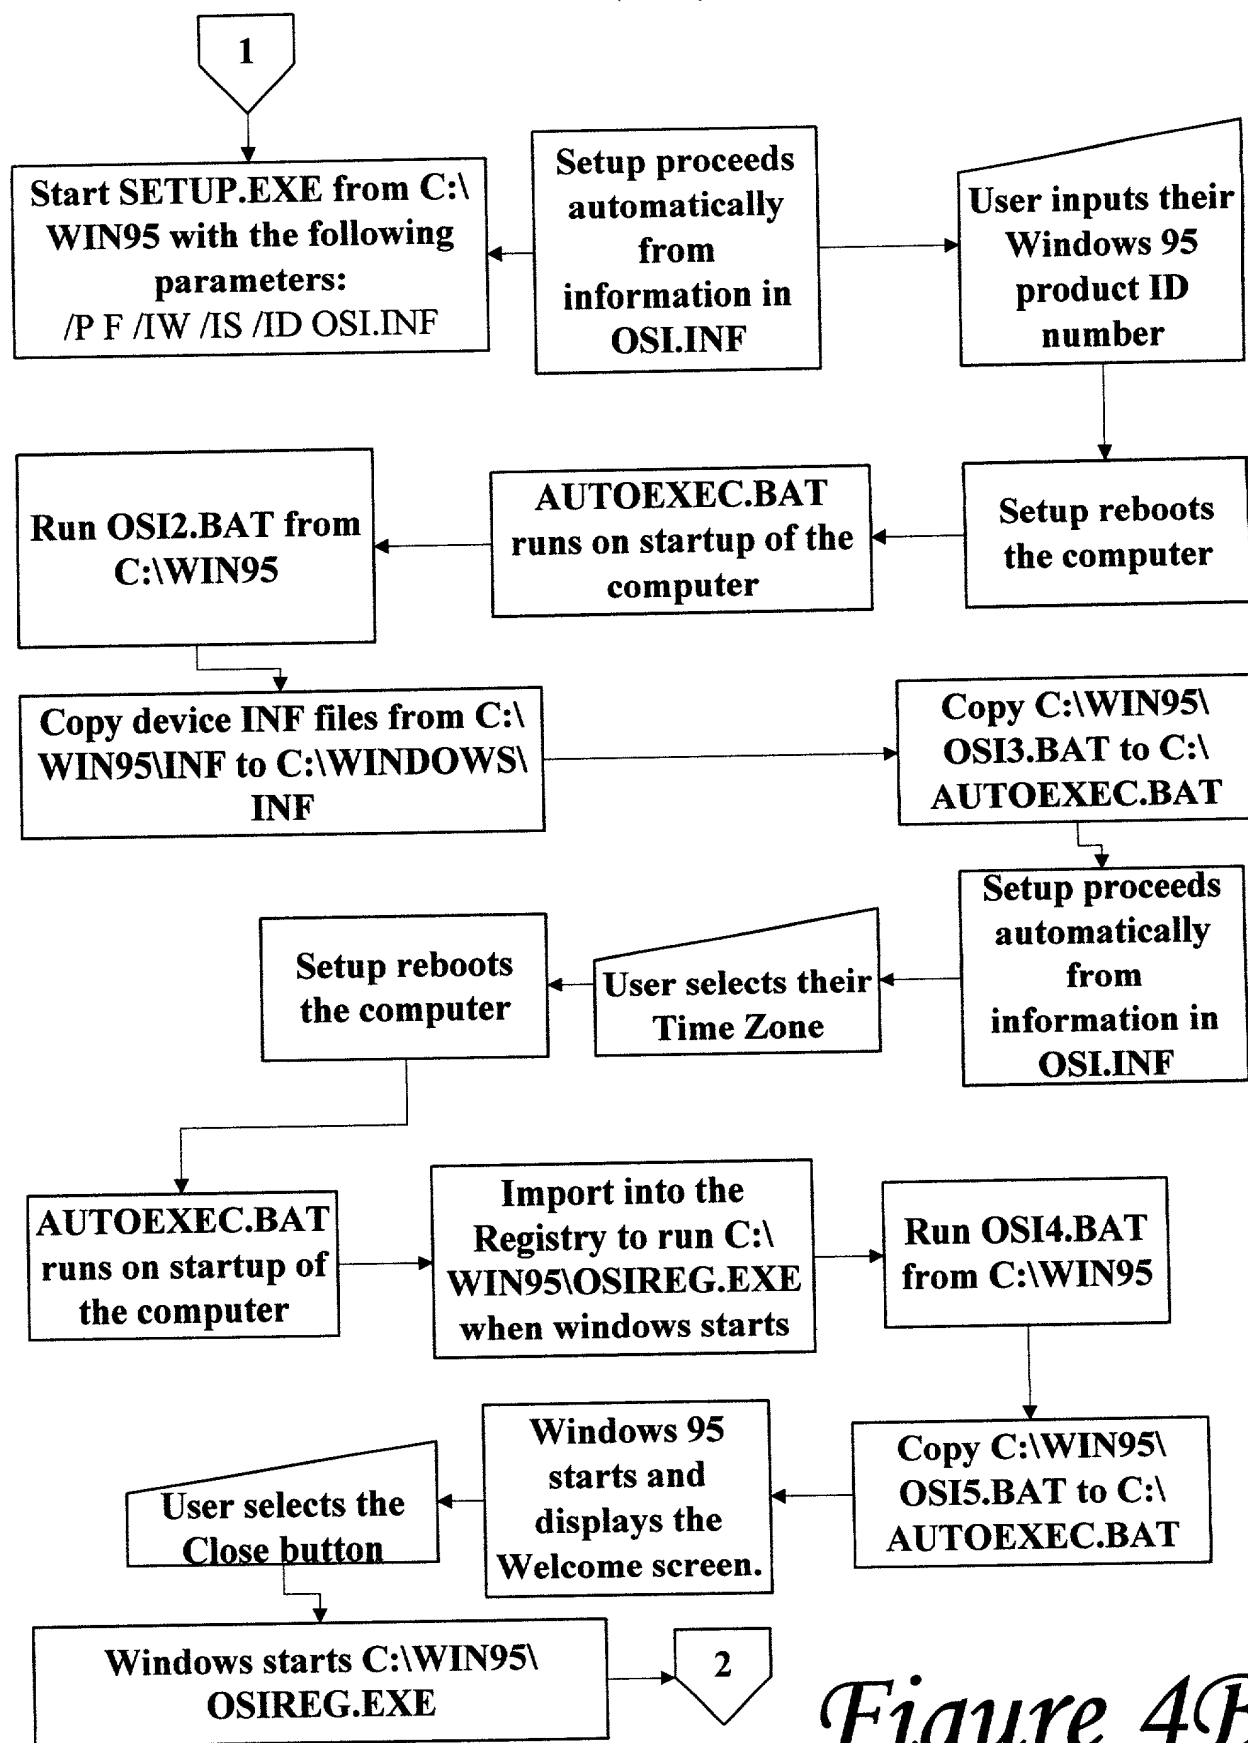 1
Start SETUP.EXE from C:\
WIN95 with the following
parameters:
/P F /IW /IS /ID OSI.INF
Setup proceeds
automatically
from
information in
OSI.INF
User inputs their
Windows 95
product ID
number
Run OSI2.BAT from
C:\WIN95
AUTOEXEC.BAT
runs on startup of the
computer
Setup reboots
the computer
Copy device INF files from C:\
WIN95\INF to C:\WINDOWS\
INF
Copy C:\WIN95\
OSI3.BAT to C:\
AUTOEXEC.BAT
Setup reboots
the computer
User selects their
Time Zone
Setup proceeds
automatically
from
information in
OSI.INF
AUTOEXEC.BAT
runs on startup of
the computer
Import into the
Registry to run C:\
WIN95\OSIREG.EXE
when windows starts
Run OSI4.BAT
from C:\WIN95
User selects the
Close button
Windows 95
starts and
displays the
Welcome screen.
Copy C:\WIN95\
OSI5.BAT to C:\
AUTOEXEC.BAT
Windows starts C:\WIN95\
OSIREG.EXE
2
Figure